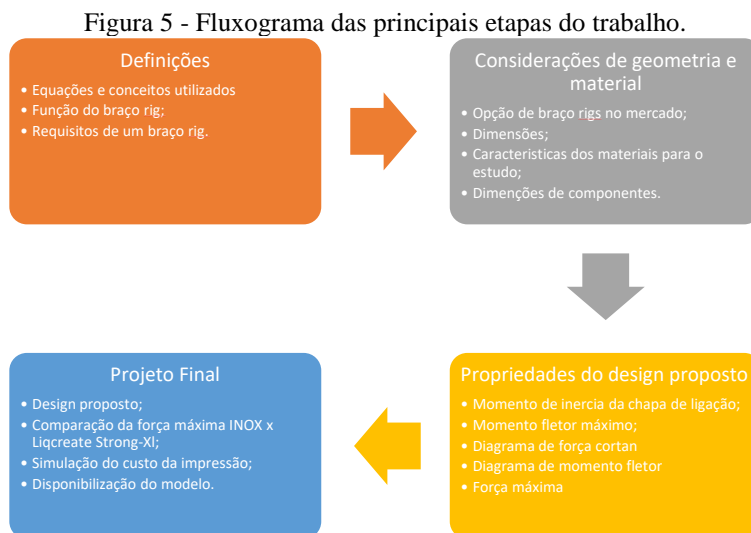 Figura 5 - Fluxograma das principais etapas do trabalho.
Definições
• Equações e conceitos utilizados
• Função do braço rig;
• Requisitos de um braço rig.
Considerações de geometria e
material
• Opção de braço rigs no mercado;
• Dimensões;
• Caracteristicas dos materiais para o
estudo;
• Dimenções de componentes.
Propriedades do design proposto
• Momento de inercia da chapa de ligação;
• Momento fletor máximo;
• Diagrama de força cortan
• Diagrama de momento fletor
• Força máxima
Projeto Final
• Design proposto;
• Comparação da força máxima INOX x
Liqcreate Strong-Xl;
• Simulação do custo da impressão;
• Disponibilização do modelo.